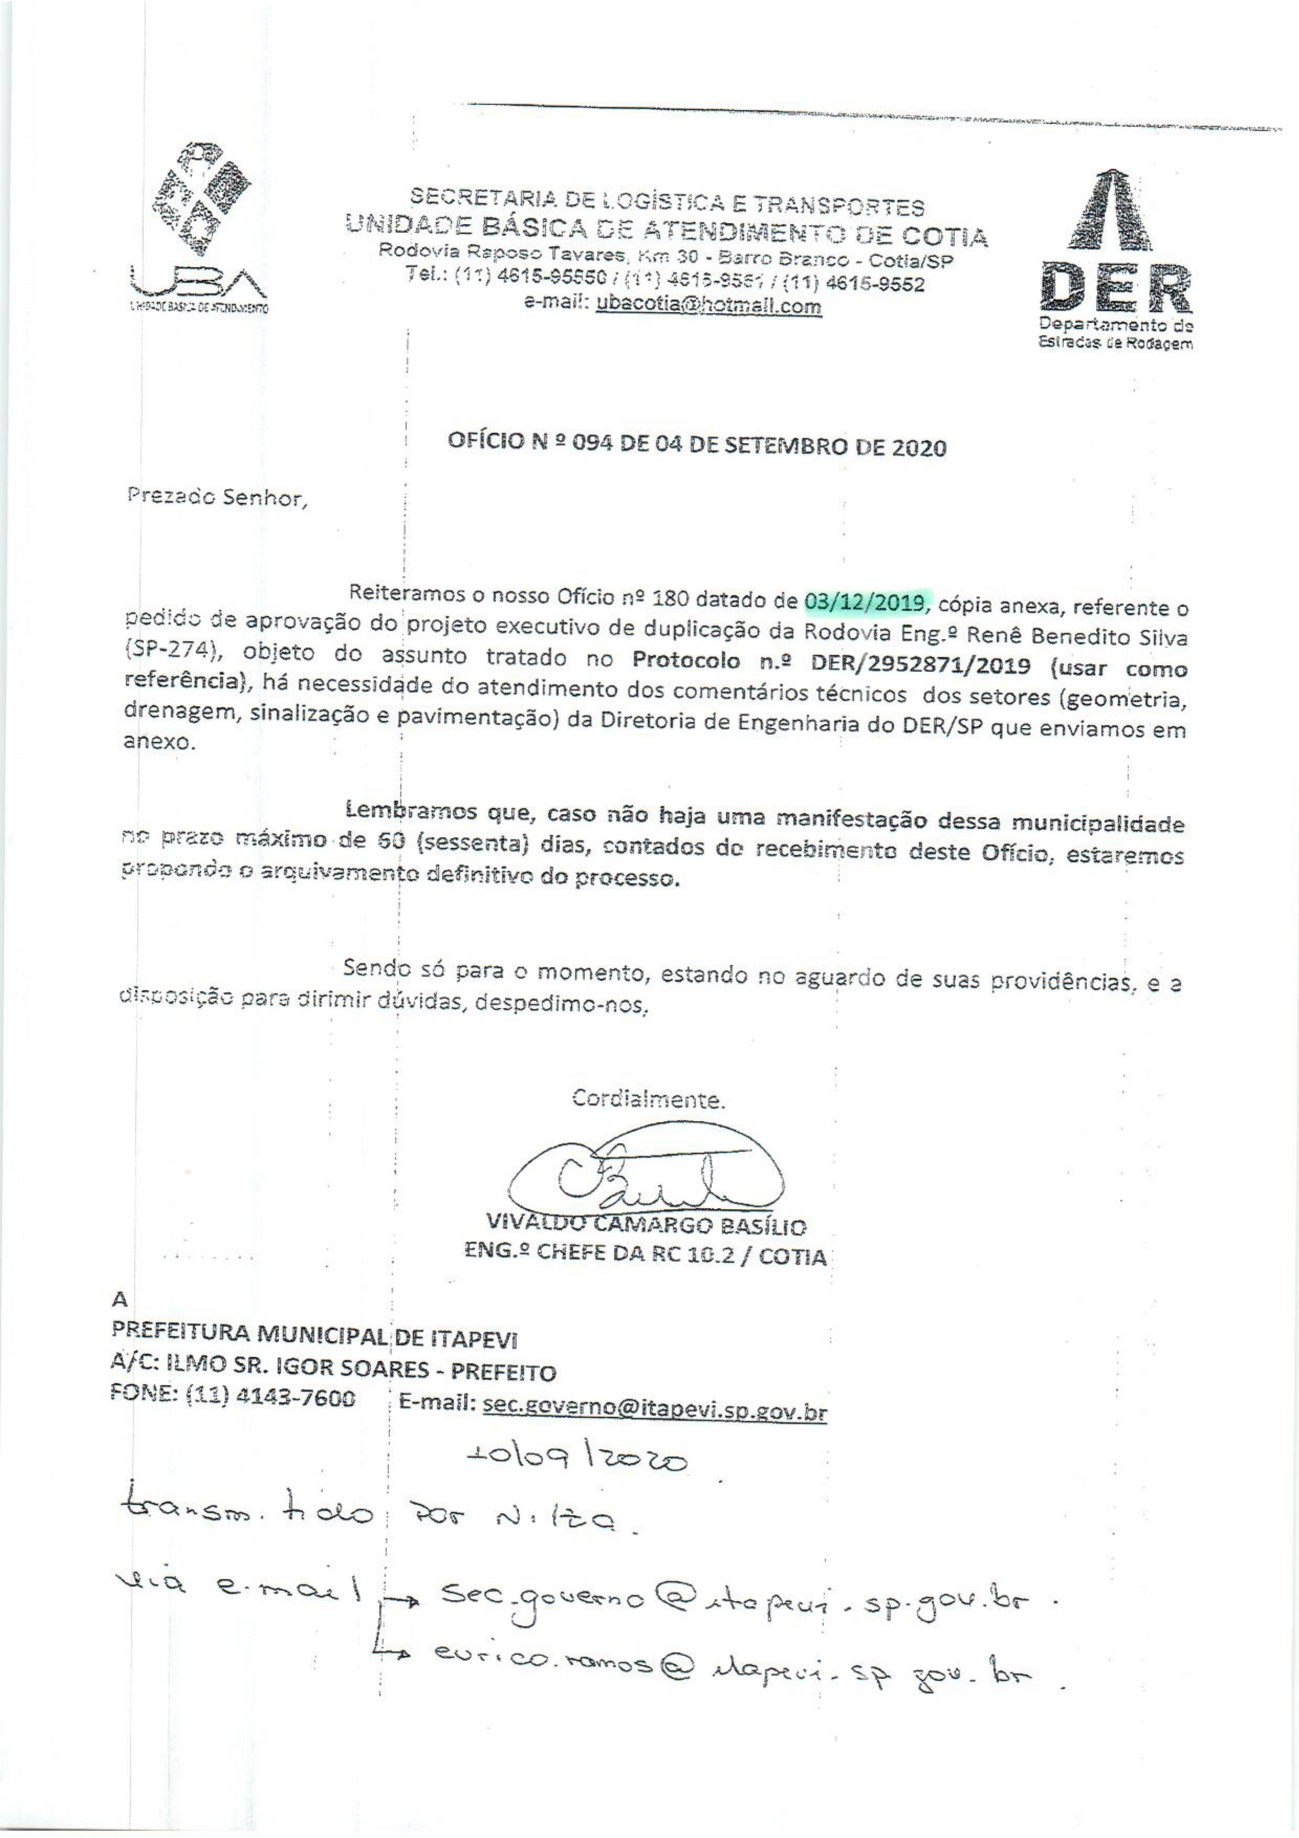 UBA
UNIDADE BÁSICA DE ATENDIMENTO
SECRETARIA DE LOGÍSTICA E TRANSPORTES
UNIDADE BÁSICA DE ATENDIMENTO DE COTIA
Rodovia Raposo Tavares, Km 30 - Barro Branco - Cotia/SP
Tel.: (11) 4615-95550 / (11) 4615-9551 / (11) 4615-9552
e-mail: ubacotia@hotmail.com
DER
Departamento de
Estradas de Rodagem
OFÍCIO N º 094 DE 04 DE SETEMBRO DE 2020
Prezado Senhor,
Reiteramos o nosso Ofício nº 180 datado de 03/12/2019, cópia anexa, referente o
pedido de aprovação do projeto executivo de duplicação da Rodovia Eng.º Renê Benedito Silva
(SP-274), objeto do assunto tratado no Protocolo n.º DER/2952871/2019 (usar como
referência), há necessidade do atendimento dos comentários técnicos dos setores (geometria,
drenagem, sinalização e pavimentação) da Diretoria de Engenharia do DER/SP que enviamos em
anexo.
Lembramos que, caso não haja uma manifestação dessa municipalidade
no prazo máximo de 60 (sessenta) dias, contados do recebimento deste Ofício, estaremos
propondo o arquivamento definitivo do processo.
Sendo só para o momento, estando no aguardo de suas providências, e a
disposição para dirimir dúvidas, despedimo-nos,
Cordialmente.
VIVALDO CAMARGO BASÍLIO
ENG.º CHEFE DA RC 10.2 / COTIA
A
PREFEITURA MUNICIPAL DE ITAPEVI
A/C: ILMO SR. IGOR SOARES - PREFEITO
FONE: (11) 4143-7600 E-mail: sec.governo@itapevi.sp.gov.br
10/09/2020
transmitido por Nilza.
via e-mail → sec.governo@itapevi.sp.gov.br.
↳ eurico.ramos@itapevi.sp.gov.br.